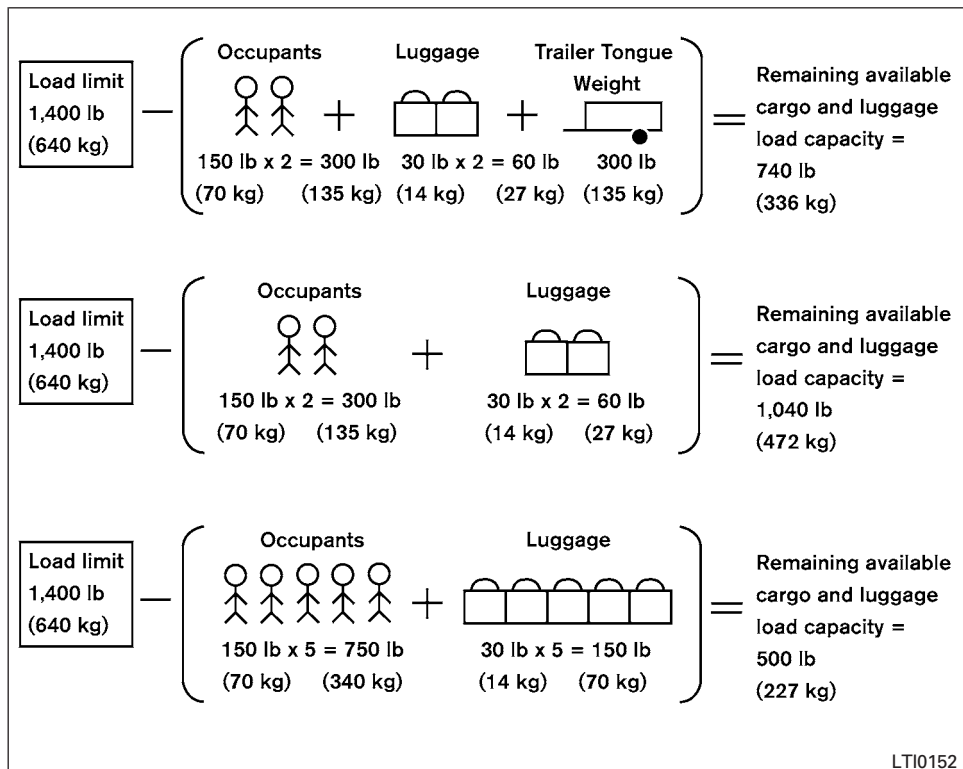 Occupants Luggage Trailer Tongue
Weight
Load limit
1,400 lb
(640 kg)
− ( + + ) =
150 lb x 2 = 300 lb 30 lb x 2 = 60 lb 300 lb
(70 kg) (135 kg) (14 kg) (27 kg) (135 kg)
Remaining available
cargo and luggage
load capacity =
740 lb
(336 kg)
Occupants Luggage
Load limit
1,400 lb
(640 kg)
− ( + ) =
150 lb x 2 = 300 lb 30 lb x 2 = 60 lb
(70 kg) (135 kg) (14 kg) (27 kg)
Remaining available
cargo and luggage
load capacity =
1,040 lb
(472 kg)
Occupants Luggage
Load limit
1,400 lb
(640 kg)
− ( + ) =
150 lb x 5 = 750 lb 30 lb x 5 = 150 lb
(70 kg) (340 kg) (14 kg) (70 kg)
Remaining available
cargo and luggage
load capacity =
500 lb
(227 kg)
LTI0152